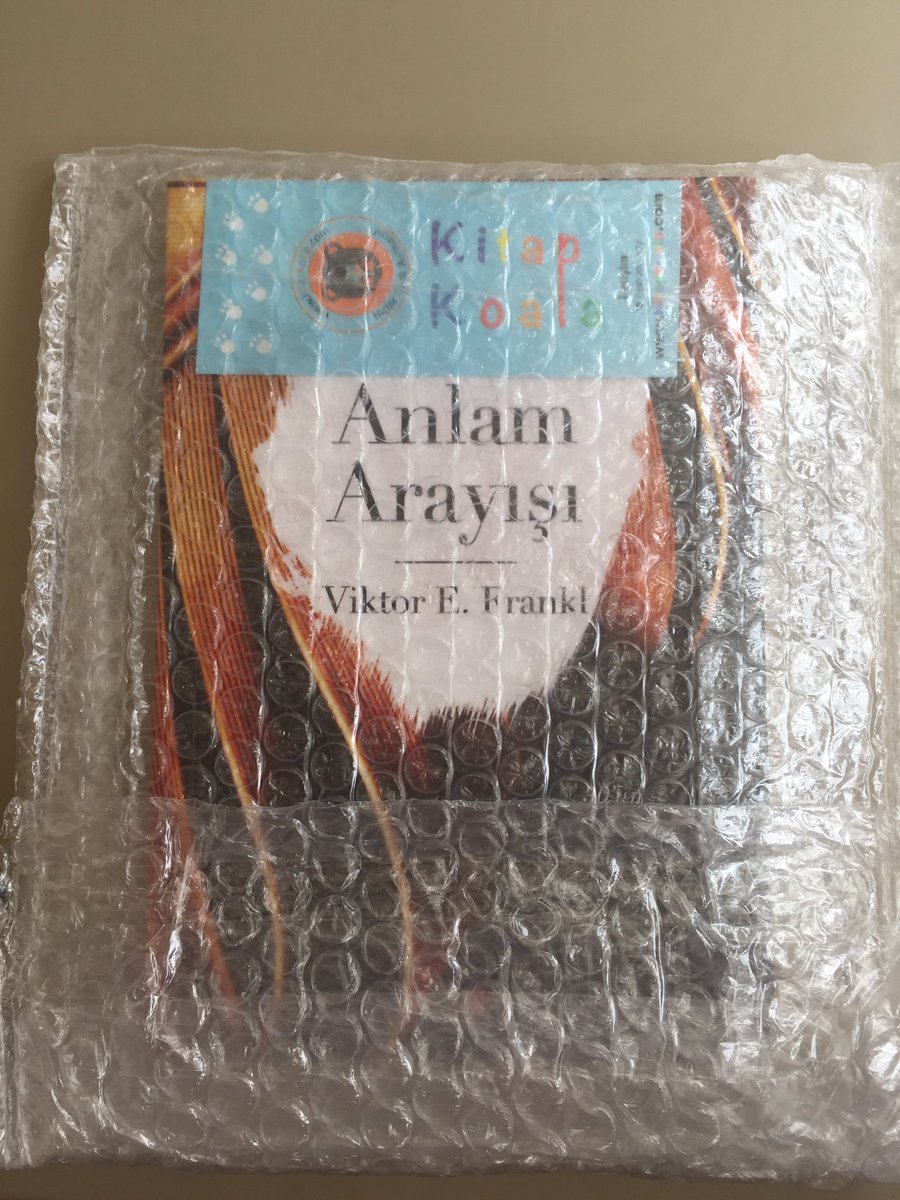 Kitap
Koala
Anlam
Arayışı
Viktor E. Frankl